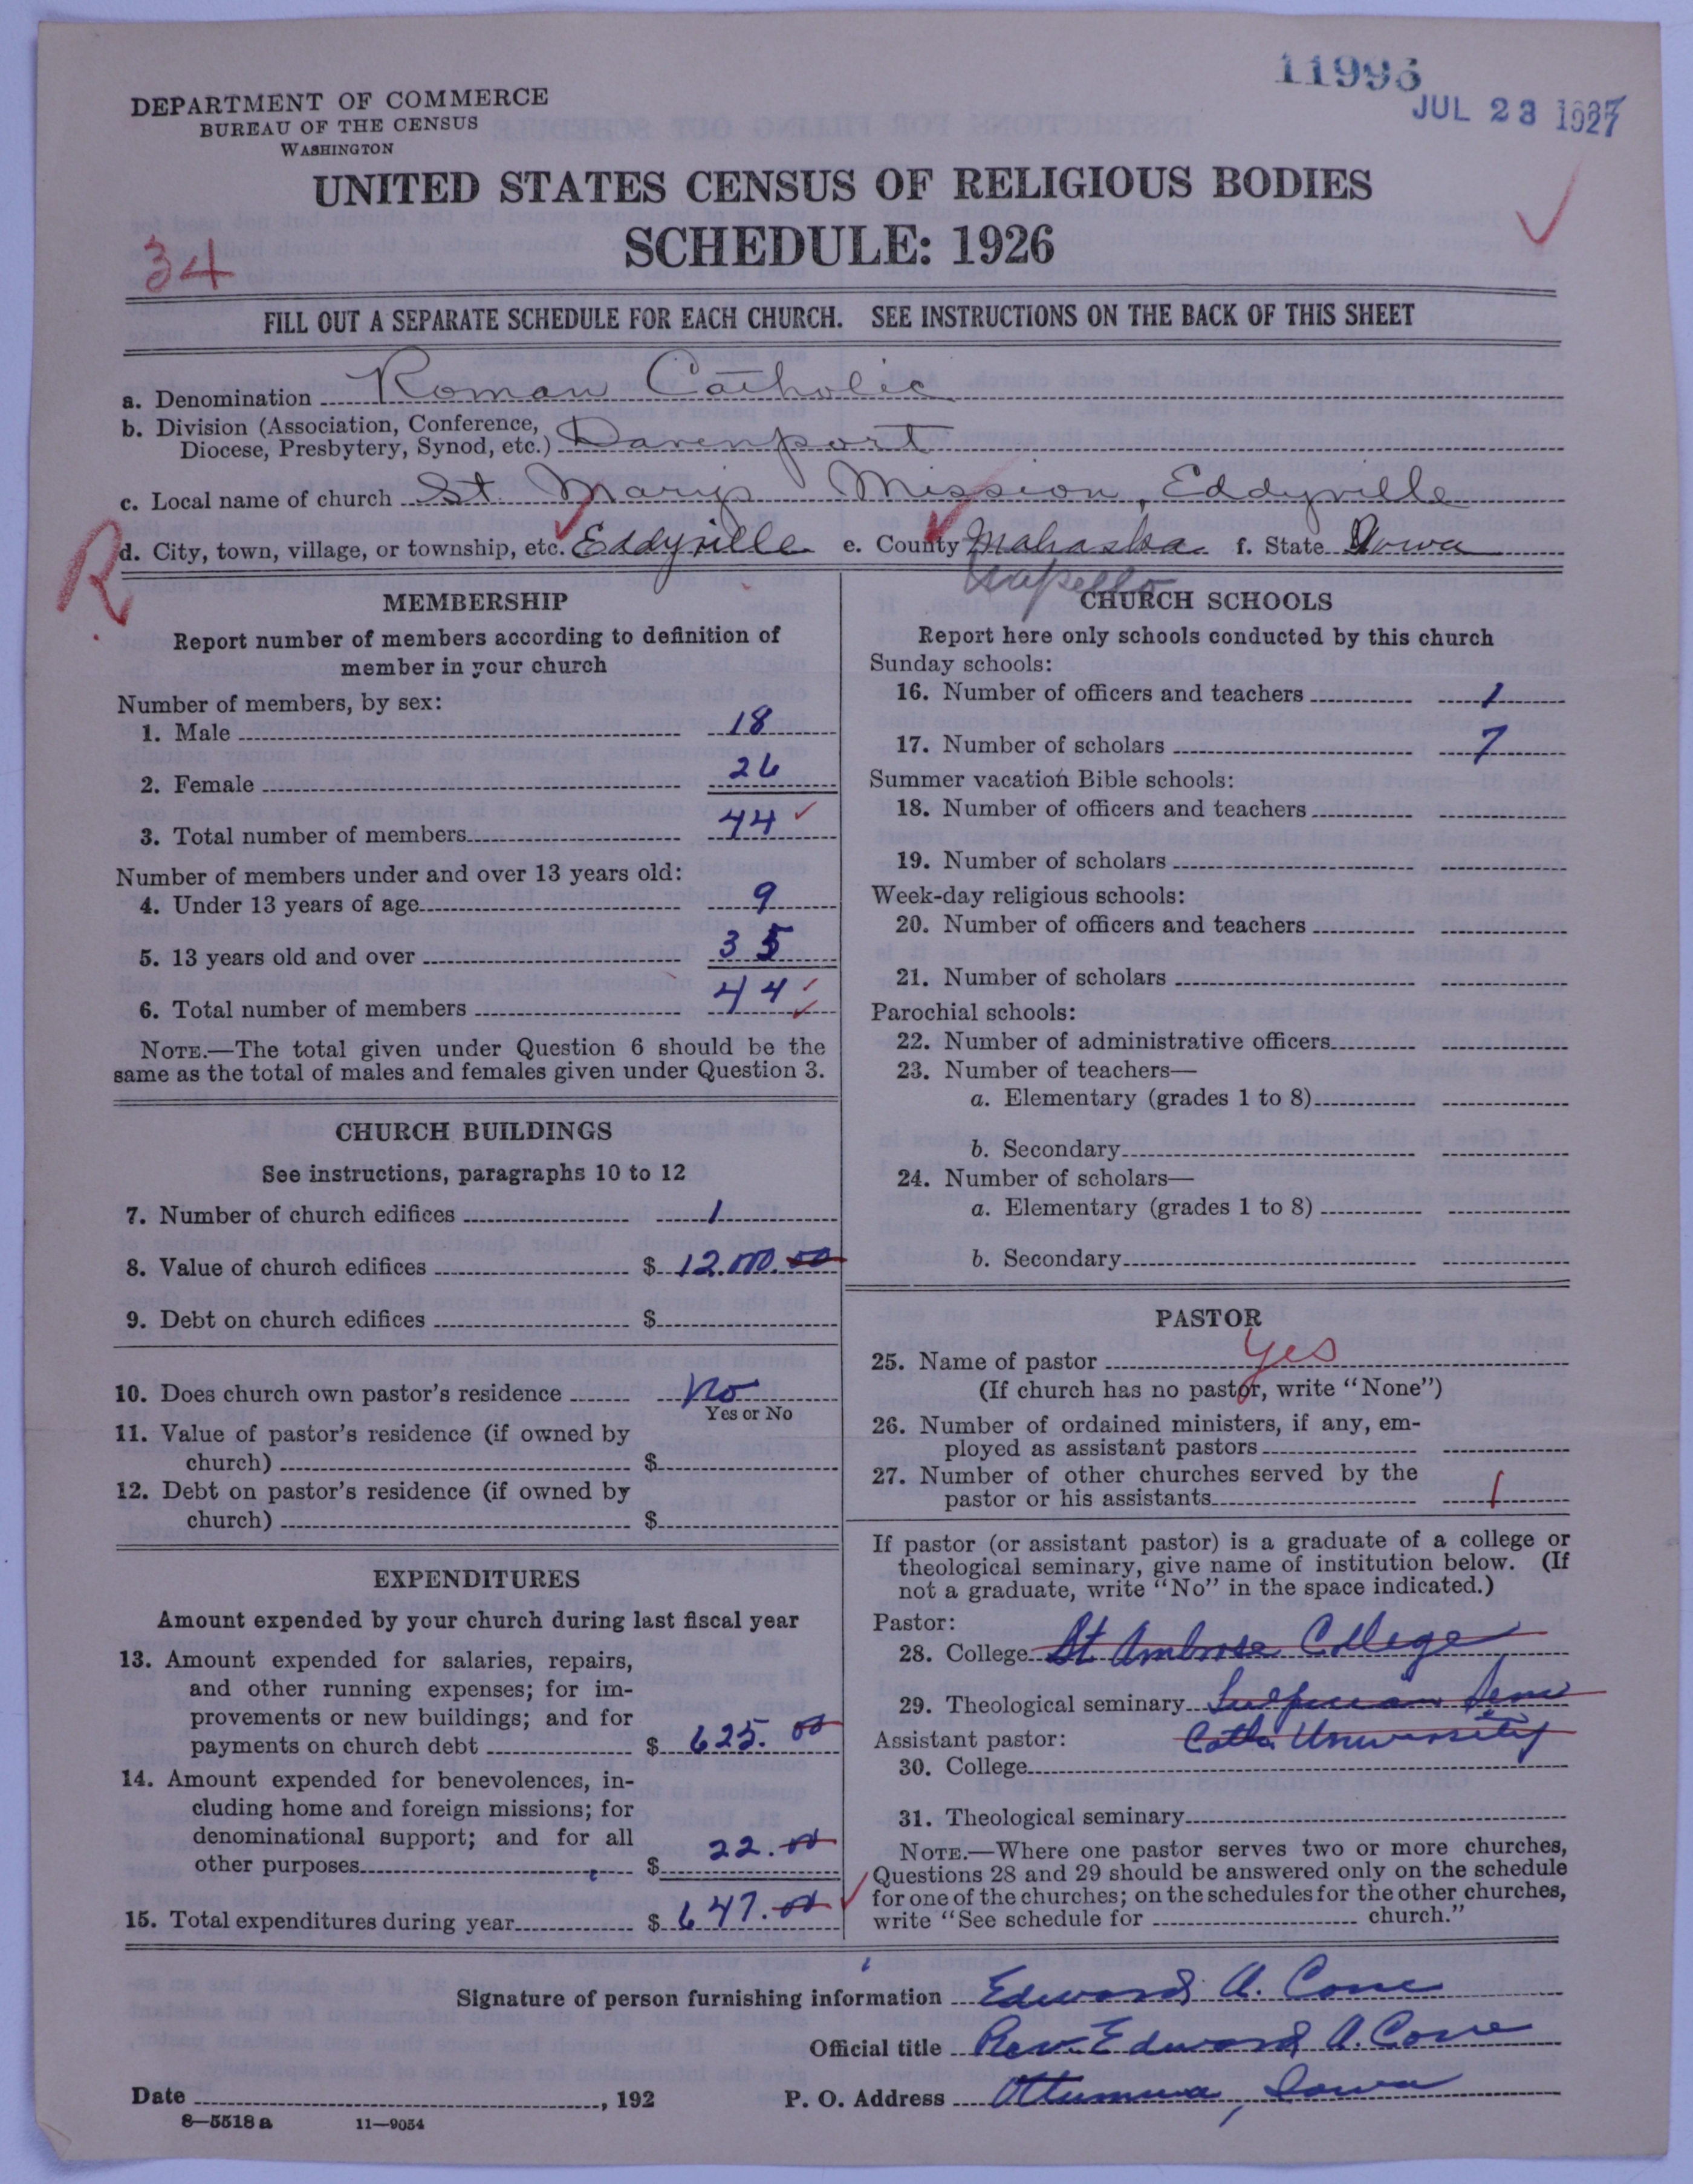 11996
JUL 23 1927
DEPARTMENT OF COMMERCE
BUREAU OF THE CENSUS
WASHINGTON
UNITED STATES CENSUS OF RELIGIOUS BODIES
SCHEDULE: 1926
34
FILL OUT A SEPARATE SCHEDULE FOR EACH CHURCH. SEE INSTRUCTIONS ON THE BACK OF THIS SHEET
a. Denomination Roman Catholic
b. Division (Association, Conference,
Diocese, Presbytery, Synod, etc.) Davenport
c. Local name of church St. Mary's Mission, Eddyville
R
d. City, town, village, or township, etc. Eddyville e. County Mahaska f. State Iowa
Wapello
MEMBERSHIP
Report number of members according to definition of
member in your church
Number of members, by sex:
1. Male 18
2. Female 26
3. Total number of members 44
Number of members under and over 13 years old:
4. Under 13 years of age 9
5. 13 years old and over 35
6. Total number of members 44
NOTE.—The total given under Question 6 should be the
same as the total of males and females given under Question 3.
CHURCH BUILDINGS
See instructions, paragraphs 10 to 12
7. Number of church edifices 1
8. Value of church edifices $ 12.000.00
9. Debt on church edifices $
10. Does church own pastor's residence No
Yes or No
11. Value of pastor's residence (if owned by
church) $
12. Debt on pastor's residence (if owned by
church) $
EXPENDITURES
Amount expended by your church during last fiscal year
13. Amount expended for salaries, repairs,
and other running expenses; for im-
provements or new buildings; and for
payments on church debt $ 625.00
14. Amount expended for benevolences, in-
cluding home and foreign missions; for
denominational support; and for all
other purposes $ 22.00
15. Total expenditures during year $ 647.00
CHURCH SCHOOLS
Report here only schools conducted by this church
Sunday schools:
16. Number of officers and teachers 1
17. Number of scholars 7
Summer vacation Bible schools:
18. Number of officers and teachers
19. Number of scholars
Week-day religious schools:
20. Number of officers and teachers
21. Number of scholars
Parochial schools:
22. Number of administrative officers
23. Number of teachers—
a. Elementary (grades 1 to 8)
b. Secondary
24. Number of scholars—
a. Elementary (grades 1 to 8)
b. Secondary
PASTOR
25. Name of pastor yes
(If church has no pastor, write "None")
26. Number of ordained ministers, if any, em-
ployed as assistant pastors
27. Number of other churches served by the
pastor or his assistants 1
If pastor (or assistant pastor) is a graduate of a college or
theological seminary, give name of institution below. (If
not a graduate, write "No" in the space indicated.)
Pastor:
28. College St Ambrose College
29. Theological seminary Sulpician Sem
Assistant pastor: Cath. University
30. College
31. Theological seminary
NOTE.—Where one pastor serves two or more churches,
Questions 28 and 29 should be answered only on the schedule
for one of the churches; on the schedules for the other churches,
write "See schedule for church."
Signature of person furnishing information Edward A. Cone
Official title Rev. Edward A. Cone
Date , 192 P. O. Address Ottumwa, Iowa
8—5518 a 11—9054